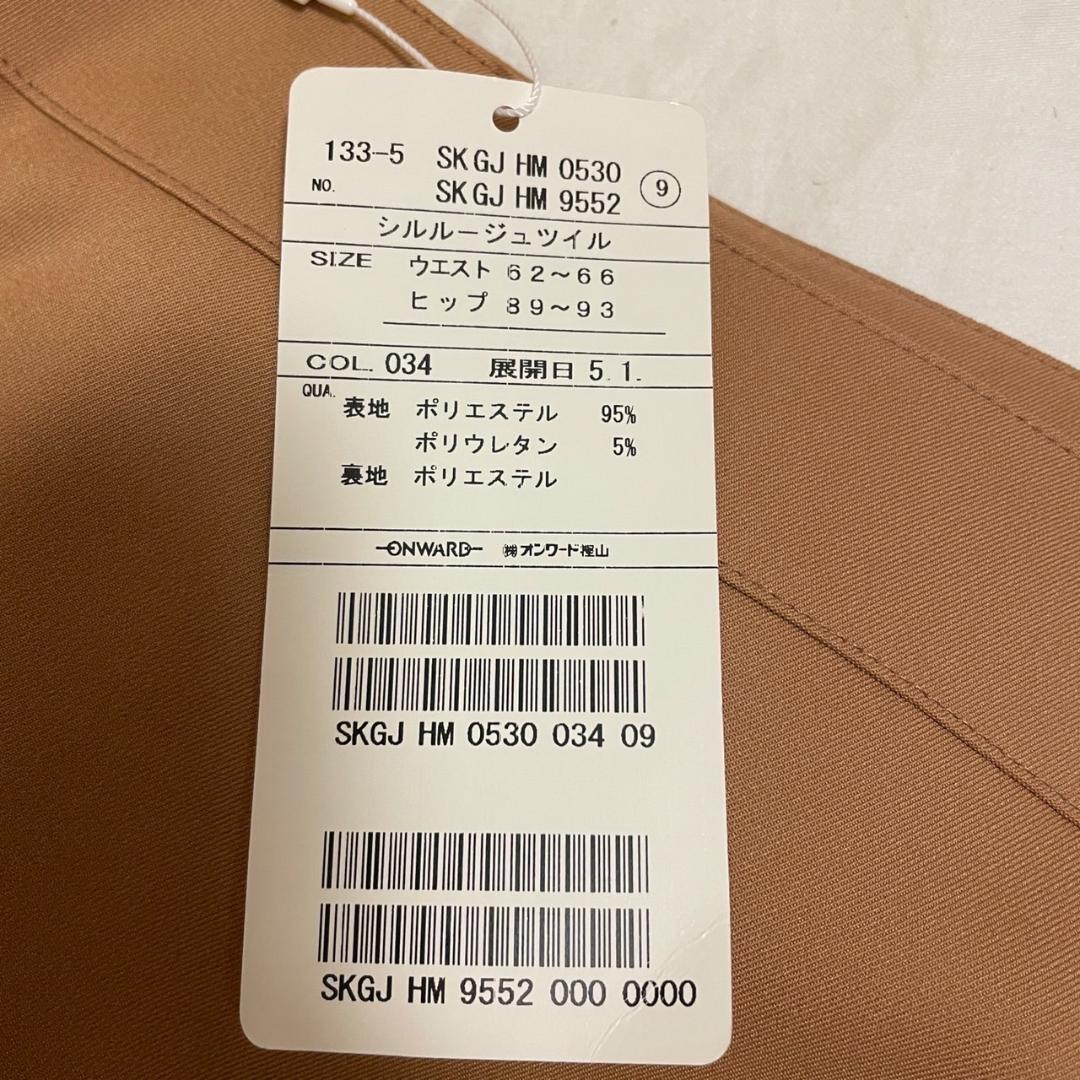 133-5 SKGJ HM 0530
NO. SKGJ HM 9552 9
シルルージュツイル
SIZE ウエスト 62～66
ヒップ 89～93
COL. 034 展開日 5.1.
QUA. 表地 ポリエステル 95%
ポリウレタン 5%
裏地 ポリエステル
ONWARD ㈱オンワード樫山
SKGJ HM 0530 034 09
SKGJ HM 9552 000 0000